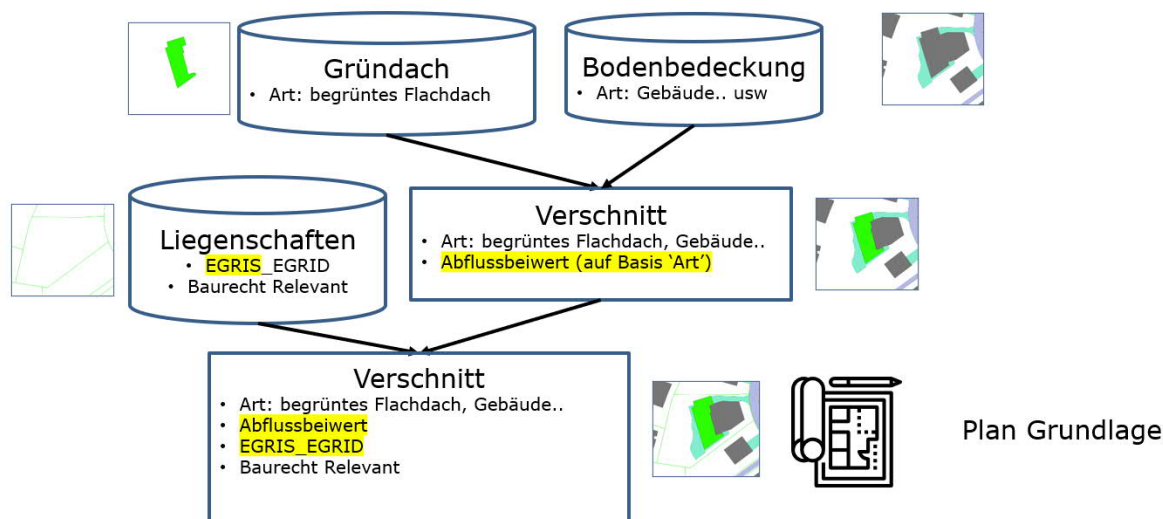 Gründach
• Art: begrüntes Flachdach
Bodenbedeckung
• Art: Gebäude.. usw
Liegenschaften
• EGRIS_EGRID
• Baurecht Relevant
Verschnitt
• Art: begrüntes Flachdach, Gebäude..
• Abflussbeiwert (auf Basis ‘Art’)
Verschnitt
• Art: begrüntes Flachdach, Gebäude..
• Abflussbeiwert
• EGRIS_EGRID
• Baurecht Relevant
Plan Grundlage